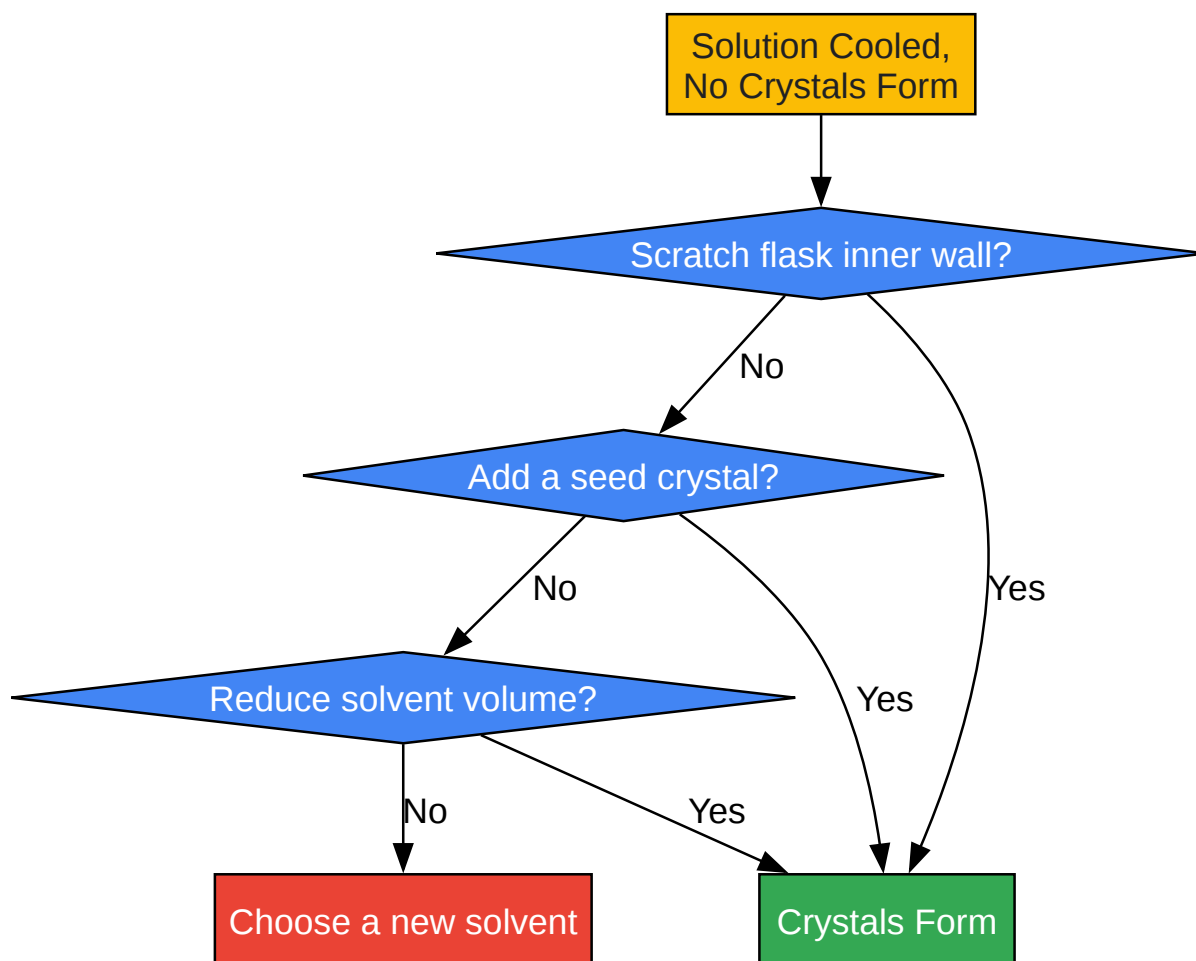 Solution Cooled,
No Crystals Form
Scratch flask inner wall?
No
Add a seed crystal?
No
Yes
Reduce solvent volume?
Yes
No
Yes
Choose a new solvent
Crystals Form